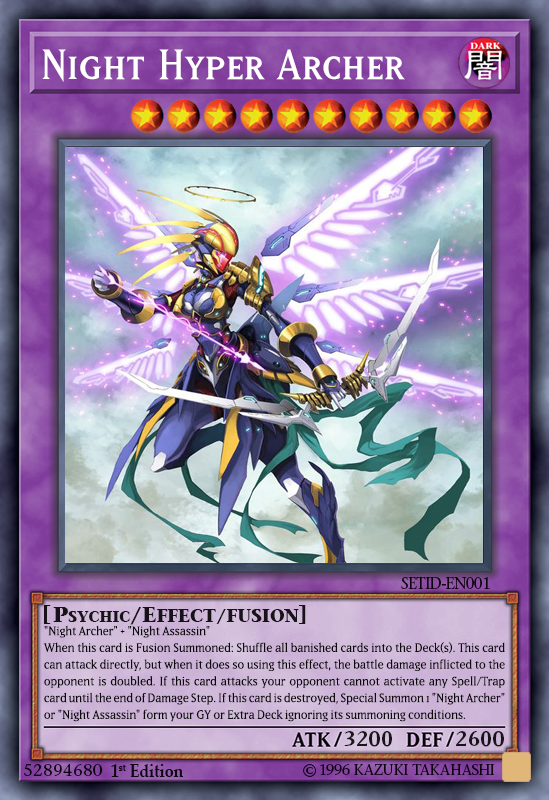 Night Hyper Archer
DARK
闇
SETID-EN001
[Psychic/Effect/fusion]
"Night Archer" + "Night Assassin"
When this card is Fusion Summoned: Shuffle all banished cards into the Deck(s). This card
can attack directly, but when it does so using this effect, the battle damage inflicted to the
opponent is doubled. If this card attacks your opponent cannot activate any Spell/Trap
card until the end of Damage Step. If this card is destroyed, Special Summon 1 "Night Archer"
or "Night Assassin" form your GY or Extra Deck ignoring its summoning conditions.
ATK/3200 DEF/2600
52894680 1st Edition © 1996 KAZUKI TAKAHASHI